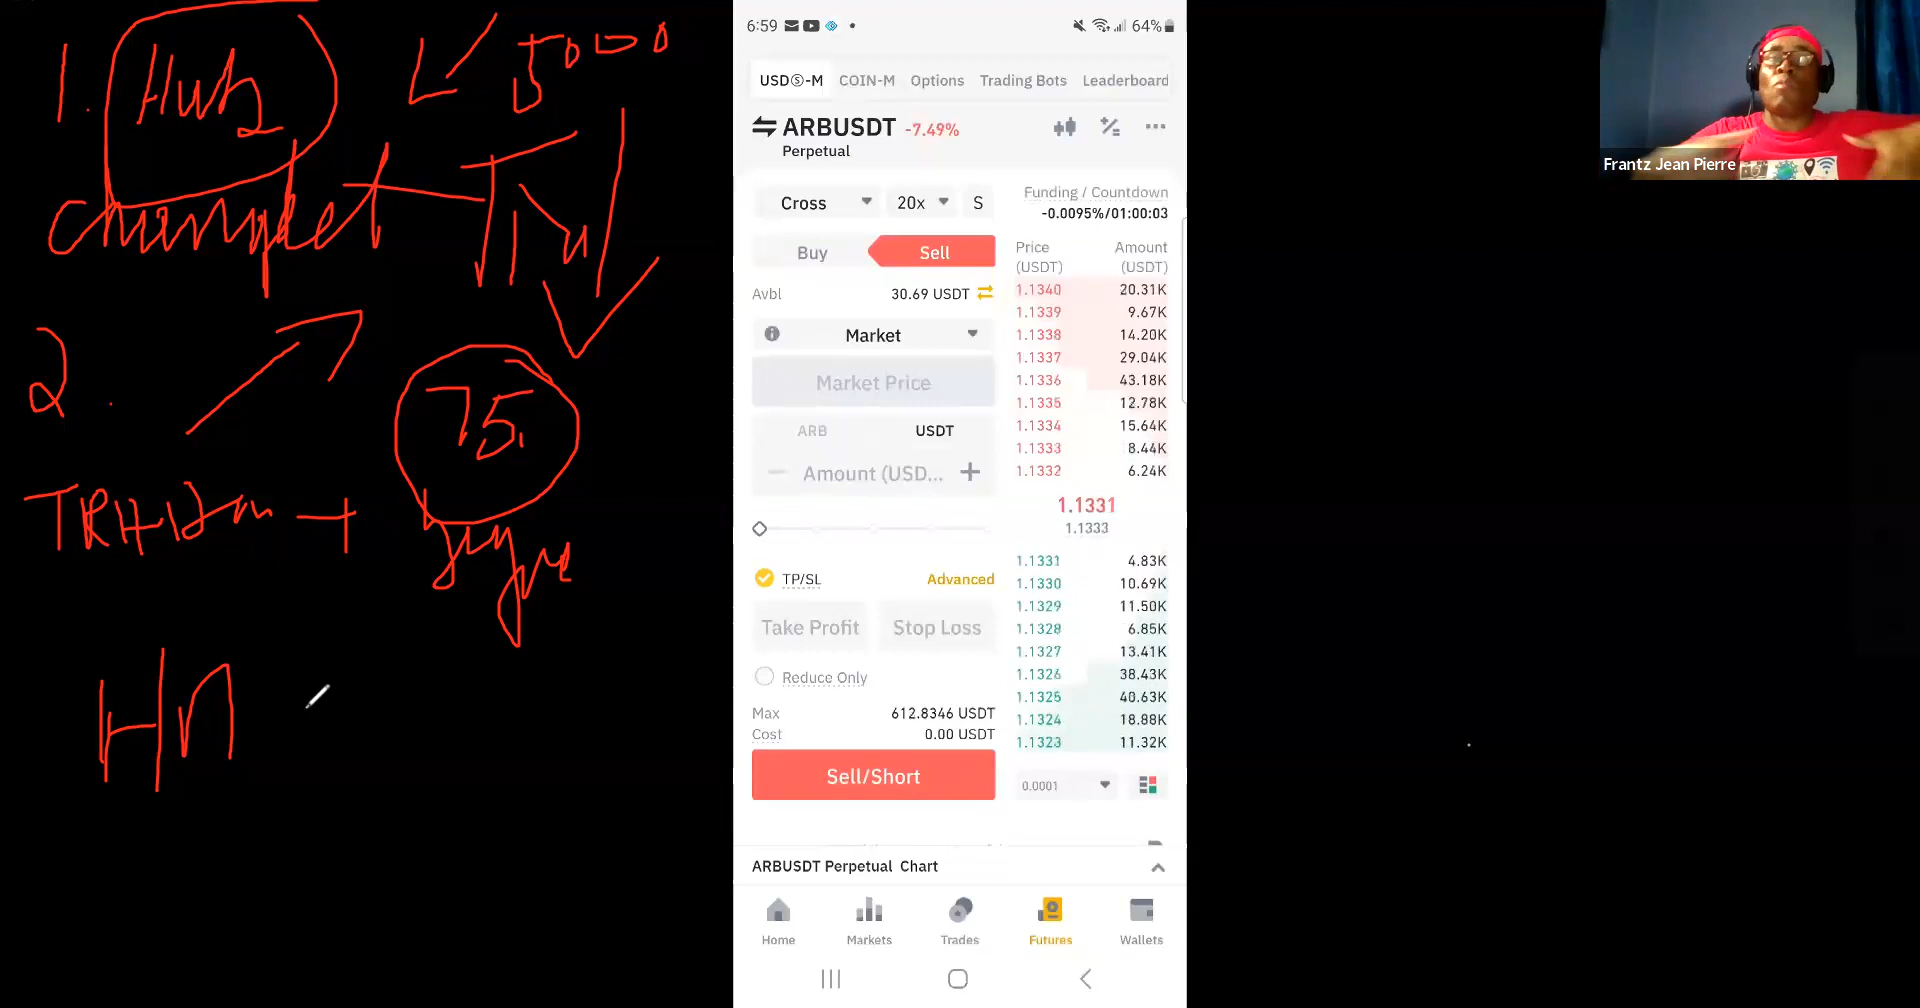 1. Hub 5000
2.
75.
Hn
6:59 64%
USDⓈ-M COIN-M Options Trading Bots Leaderboard
ARBUSDT -7.49%
Perpetual
Cross 20x S
Funding / Countdown
-0.0095%/01:00:03
Buy Sell
Price (USDT) Amount (USDT)
Avbl 30.69 USDT
Market
Market Price
ARB USDT
Amount (USD...
TP/SL Advanced
Take Profit Stop Loss
Reduce Only
Max 612.8346 USDT
Cost 0.00 USDT
Sell/Short
1.1340 20.31K
1.1339 9.67K
1.1338 14.20K
1.1337 29.04K
1.1336 43.18K
1.1335 12.78K
1.1334 15.64K
1.1333 8.44K
1.1332 6.24K
1.1331
1.1333
1.1331 4.83K
1.1330 10.69K
1.1329 11.50K
1.1328 6.85K
1.1327 13.41K
1.1326 38.43K
1.1325 40.63K
1.1324 18.88K
1.1323 11.32K
0.0001
ARBUSDT Perpetual Chart
Home Markets Trades Futures Wallets
Frantz Jean Pierre